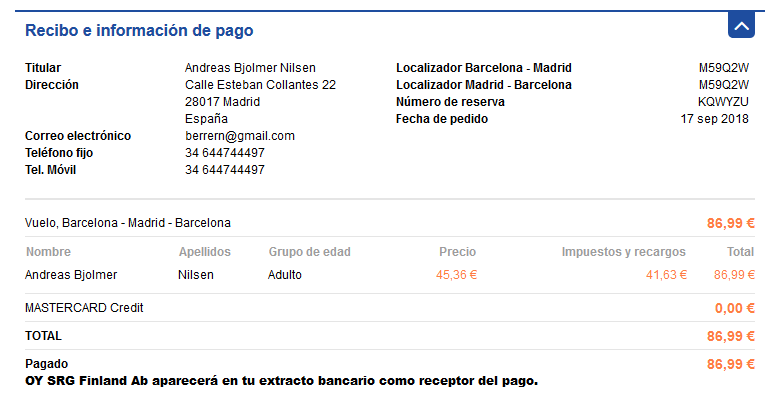 Recibo e información de pago
Titular Andreas Bjolmer Nilsen Localizador Barcelona - Madrid M59Q2W
Dirección Calle Esteban Collantes 22 Localizador Madrid - Barcelona M59Q2W
28017 Madrid Número de reserva KQWYZU
España Fecha de pedido 17 sep 2018
Correo electrónico berrern@gmail.com
Teléfono fijo 34 644744497
Tel. Móvil 34 644744497
Vuelo, Barcelona - Madrid - Barcelona 86,99 €
Nombre Apellidos Grupo de edad Precio Impuestos y recargos Total
Andreas Bjolmer Nilsen Adulto 45,36 € 41,63 € 86,99 €
MASTERCARD Credit 0,00 €
TOTAL 86,99 €
Pagado 86,99 €
OY SRG Finland Ab aparecerá en tu extracto bancario como receptor del pago.